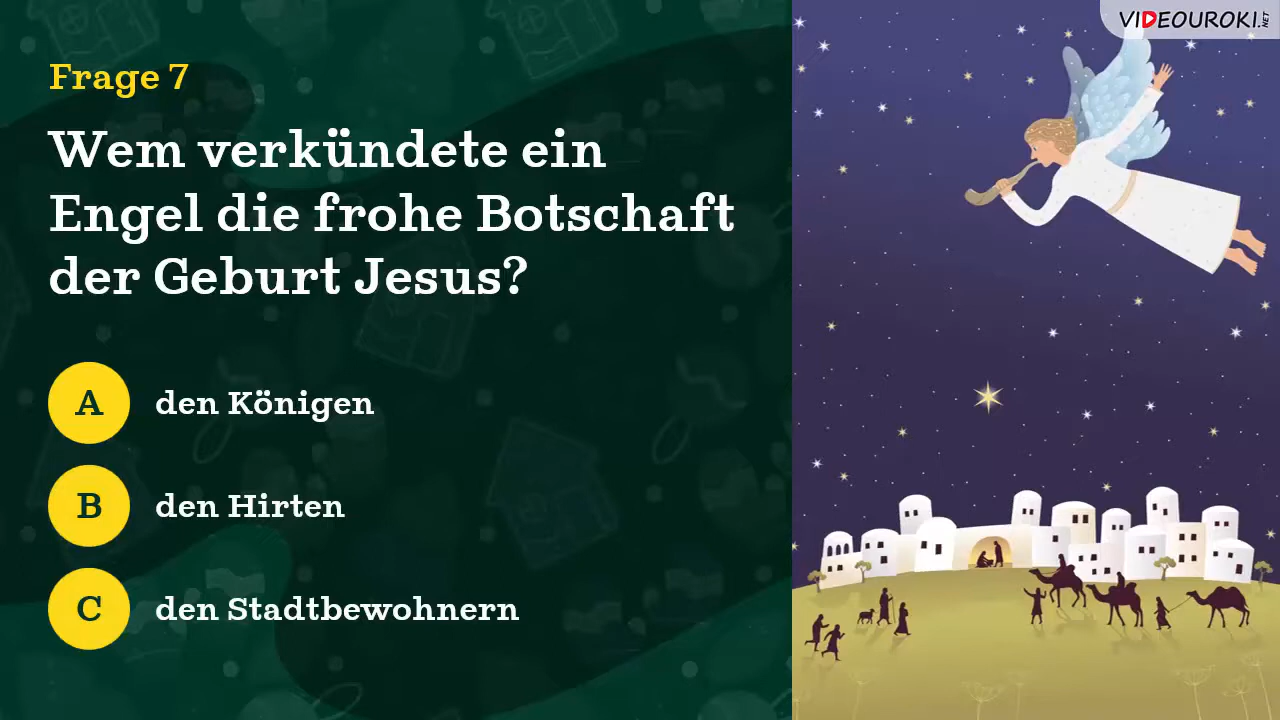 VIDEOUROKI.NET
Frage 7
Wem verkündete ein
Engel die frohe Botschaft
der Geburt Jesus?
A den Königen
B den Hirten
C den Stadtbewohnern